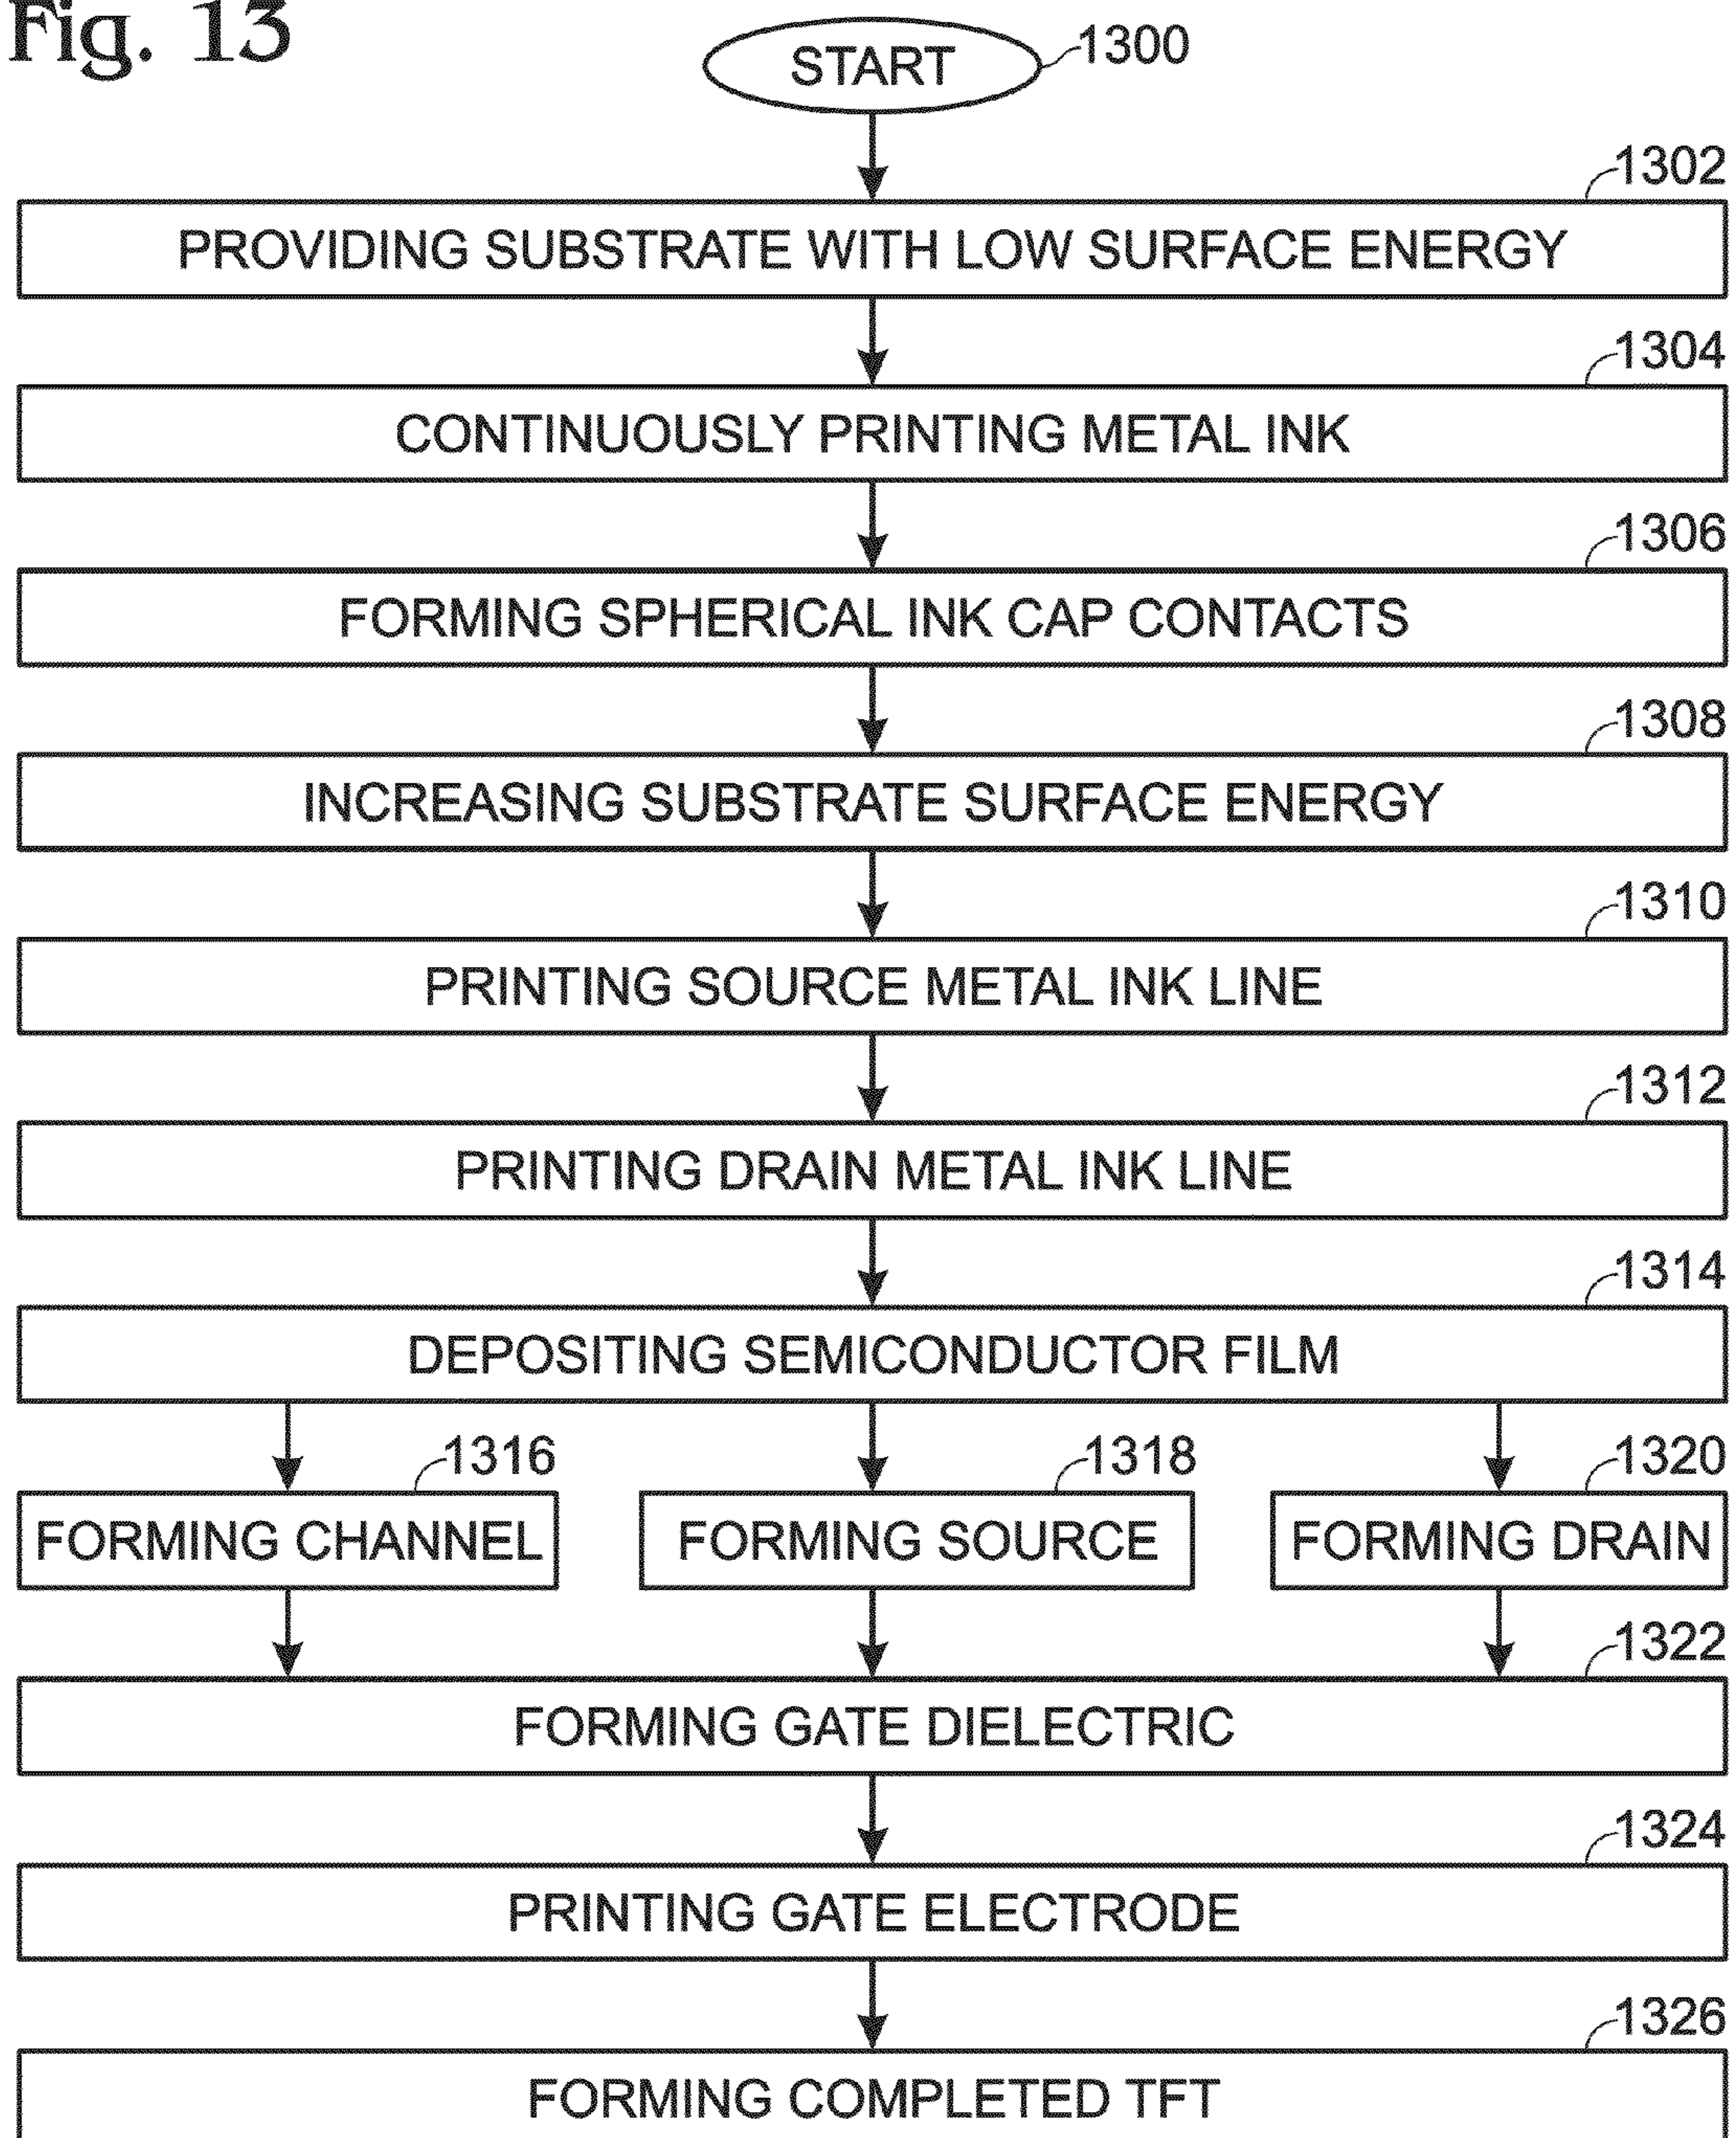 Fig. 13
START
1300
1302
PROVIDING SUBSTRATE WITH LOW SURFACE ENERGY
1304
CONTINUOUSLY PRINTING METAL INK
1306
FORMING SPHERICAL INK CAP CONTACTS
1308
INCREASING SUBSTRATE SURFACE ENERGY
1310
PRINTING SOURCE METAL INK LINE
1312
PRINTING DRAIN METAL INK LINE
1314
DEPOSITING SEMICONDUCTOR FILM
1316
1318
1320
FORMING CHANNEL
FORMING SOURCE
FORMING DRAIN
1322
FORMING GATE DIELECTRIC
1324
PRINTING GATE ELECTRODE
1326
FORMING COMPLETED TFT